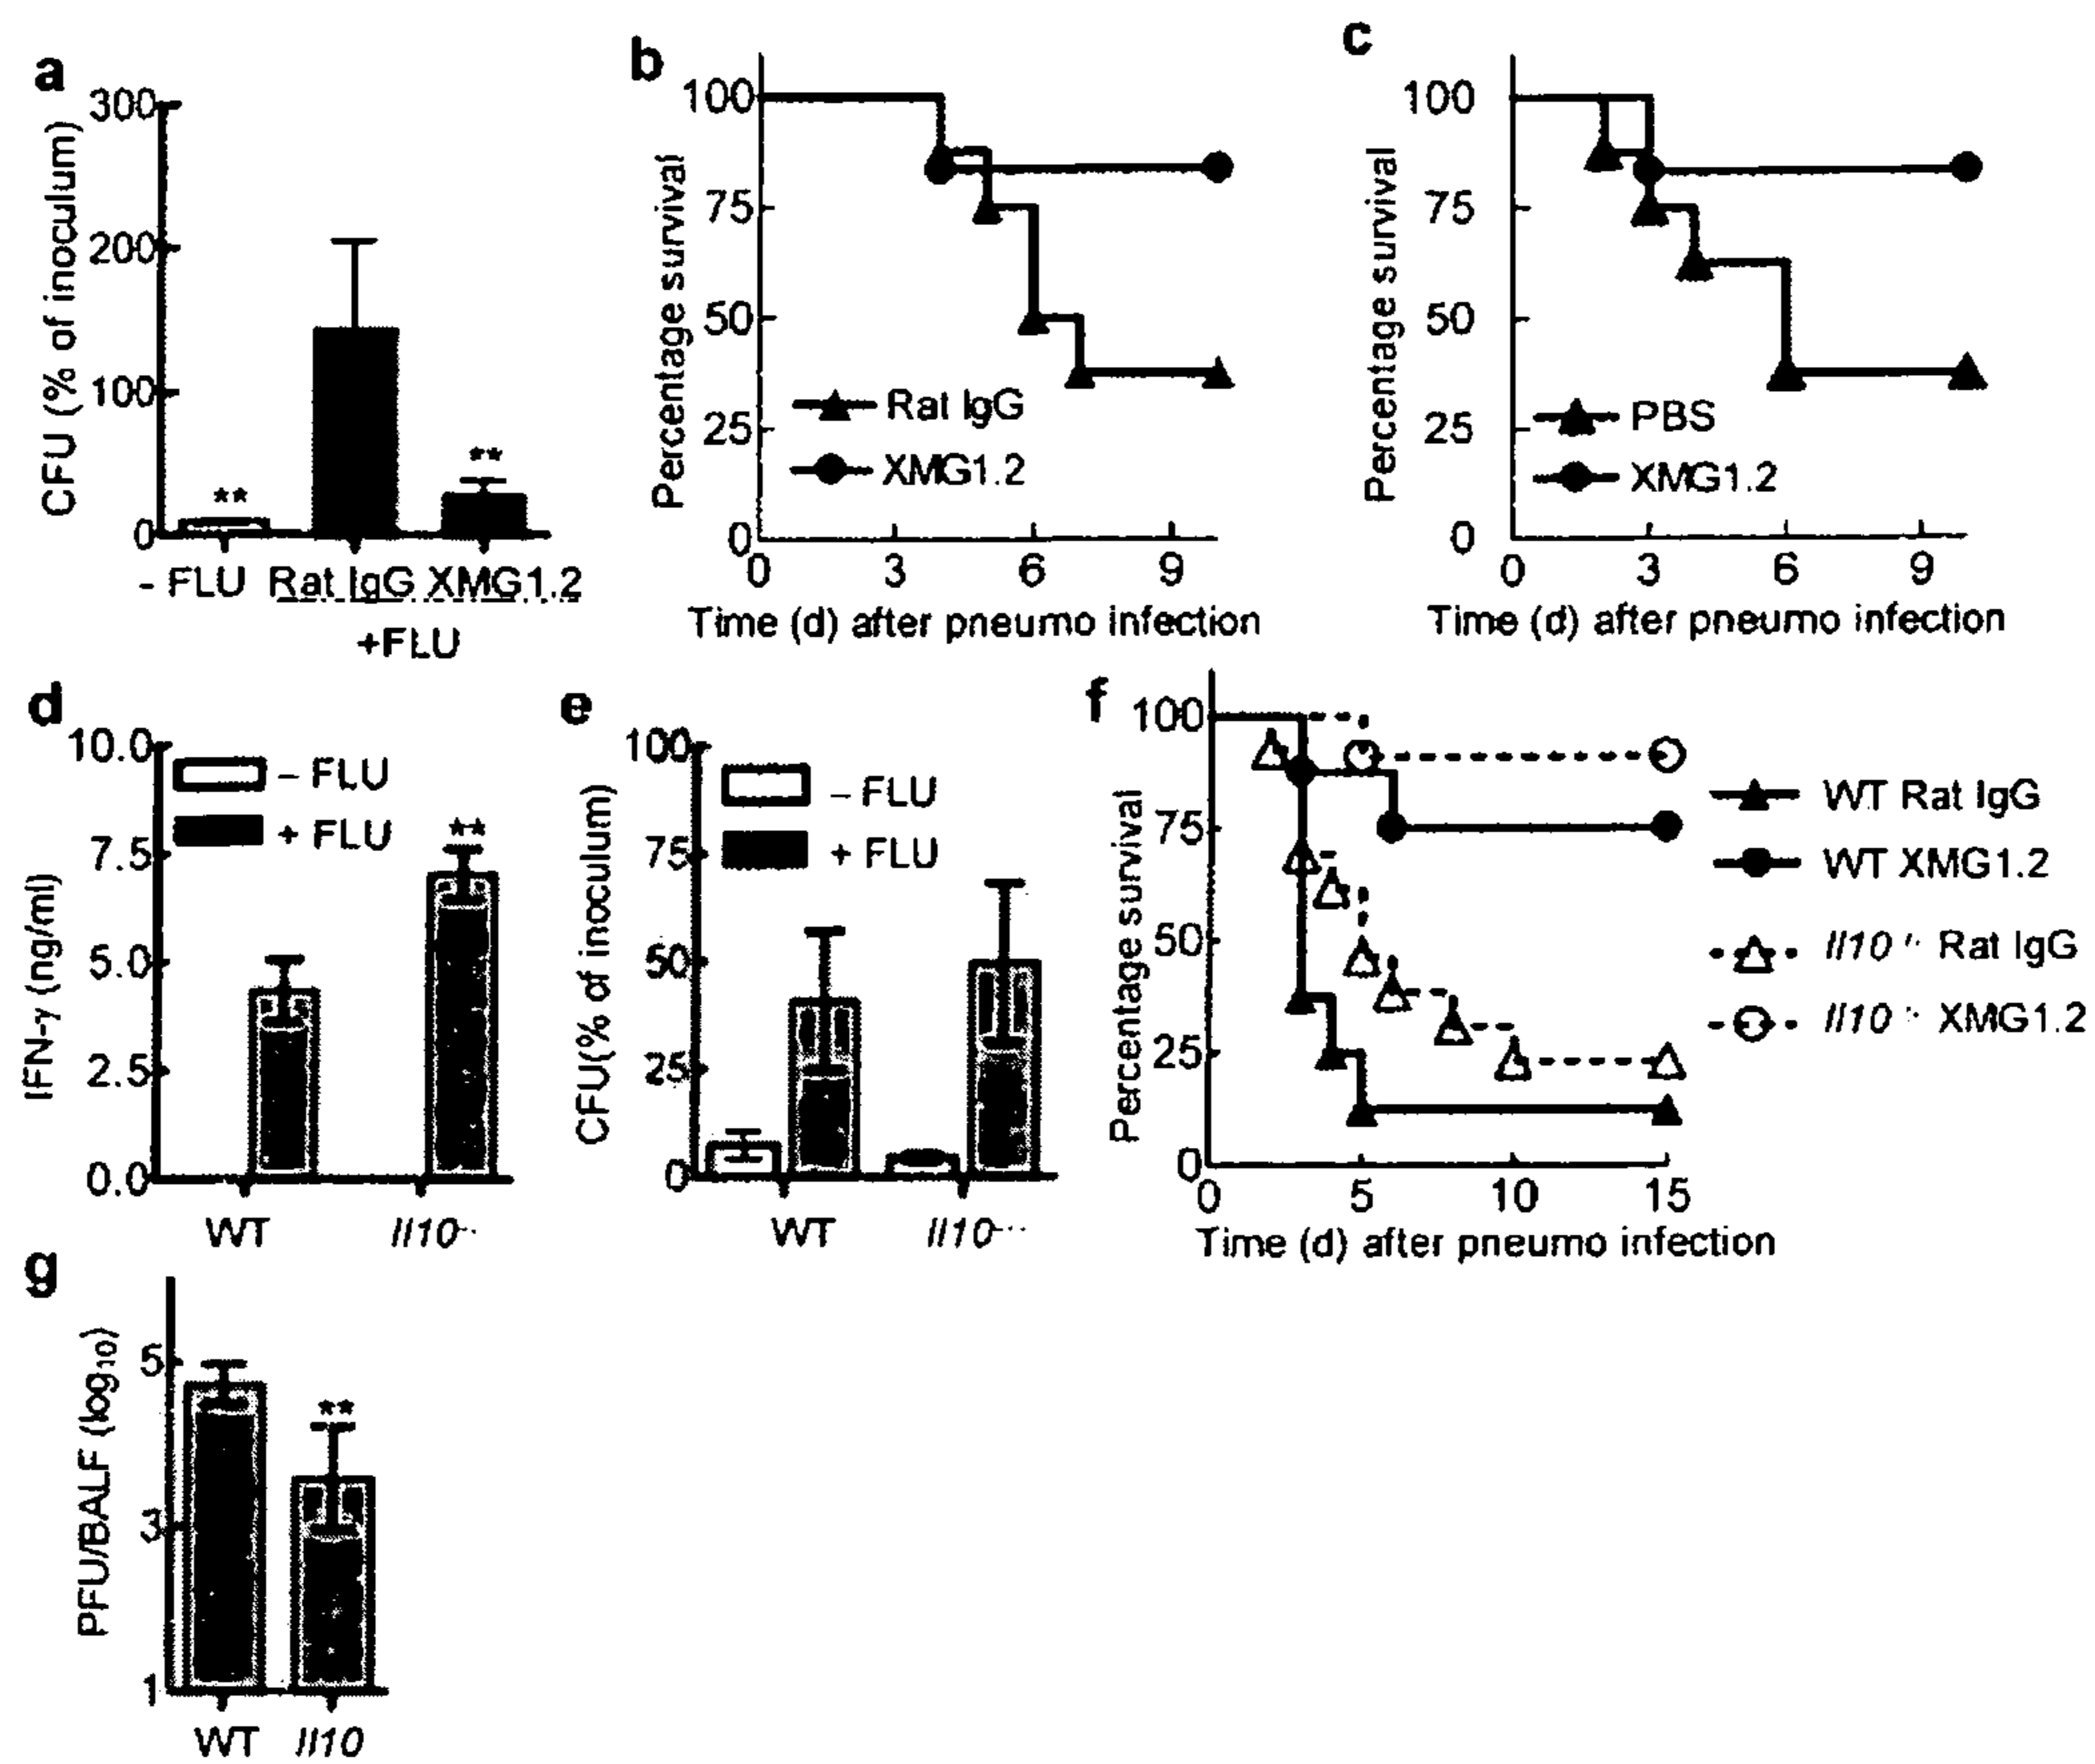 a
300
200
100
0
CFU (% of inoculum)
**
**
- FLU Rat IgG XMG1.2
+FLU
b
100
75
50
25
0
Percentage survival
Rat IgG
XMG1.2
0 3 6 9
Time (d) after pneumo infection
c
100
75
50
25
0
Percentage survival
PBS
XMG1.2
0 3 6 9
Time (d) after pneumo infection
d
10.0
7.5
5.0
2.5
0.0
IFN-γ (ng/ml)
– FLU
+ FLU
**
WT Il10
e
100
75
50
25
0
CFU(% of inoculum)
– FLU
+ FLU
WT Il10
f
100
75
50
25
0
Percentage survival
WT Rat IgG
WT XMG1.2
Il10 Rat IgG
Il10 XMG1.2
0 5 10 15
Time (d) after pneumo infection
g
5
3
1
PFU/BALF (log10)
**
WT Il10